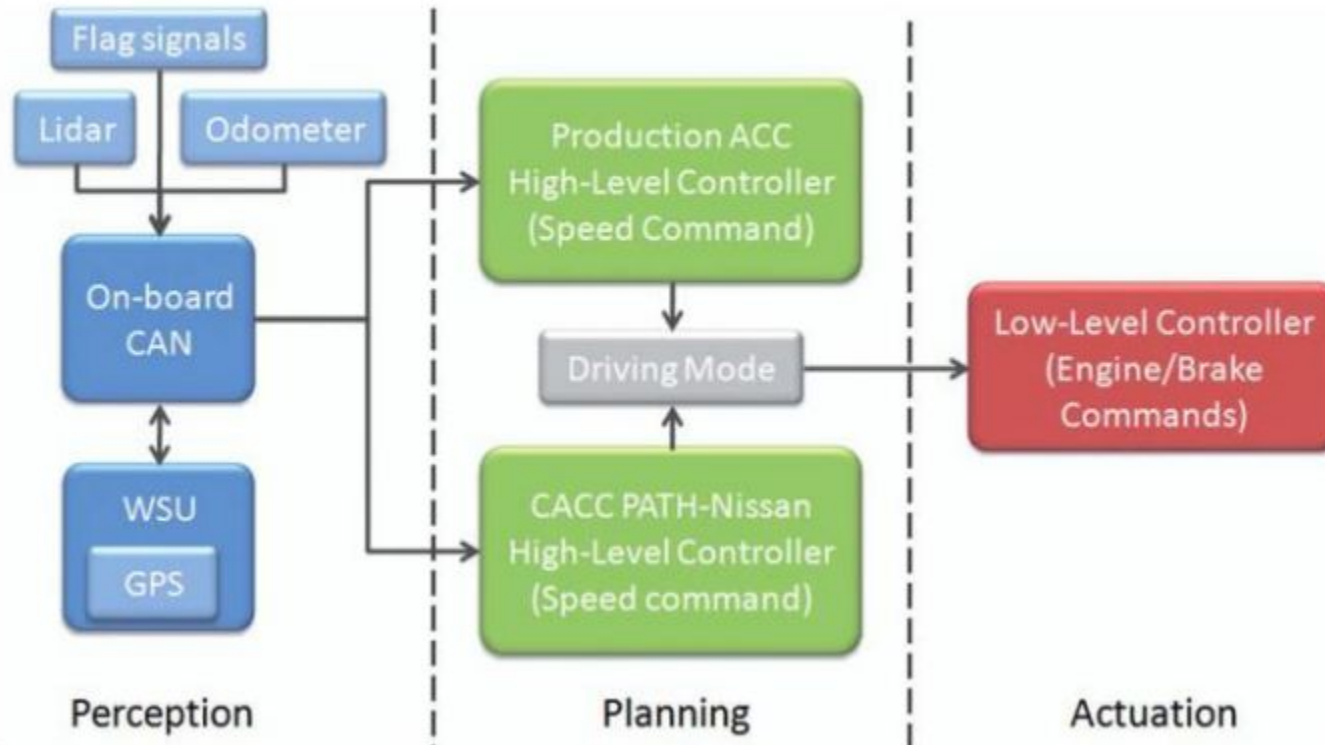 Flag signals
Lidar
Odometer
On-board
CAN
WSU
GPS
Production ACC
High-Level Controller
(Speed Command)
Driving Mode
CACC PATH-Nissan
High-Level Controller
(Speed command)
Low-Level Controller
(Engine/Brake
Commands)
Perception
Planning
Actuation